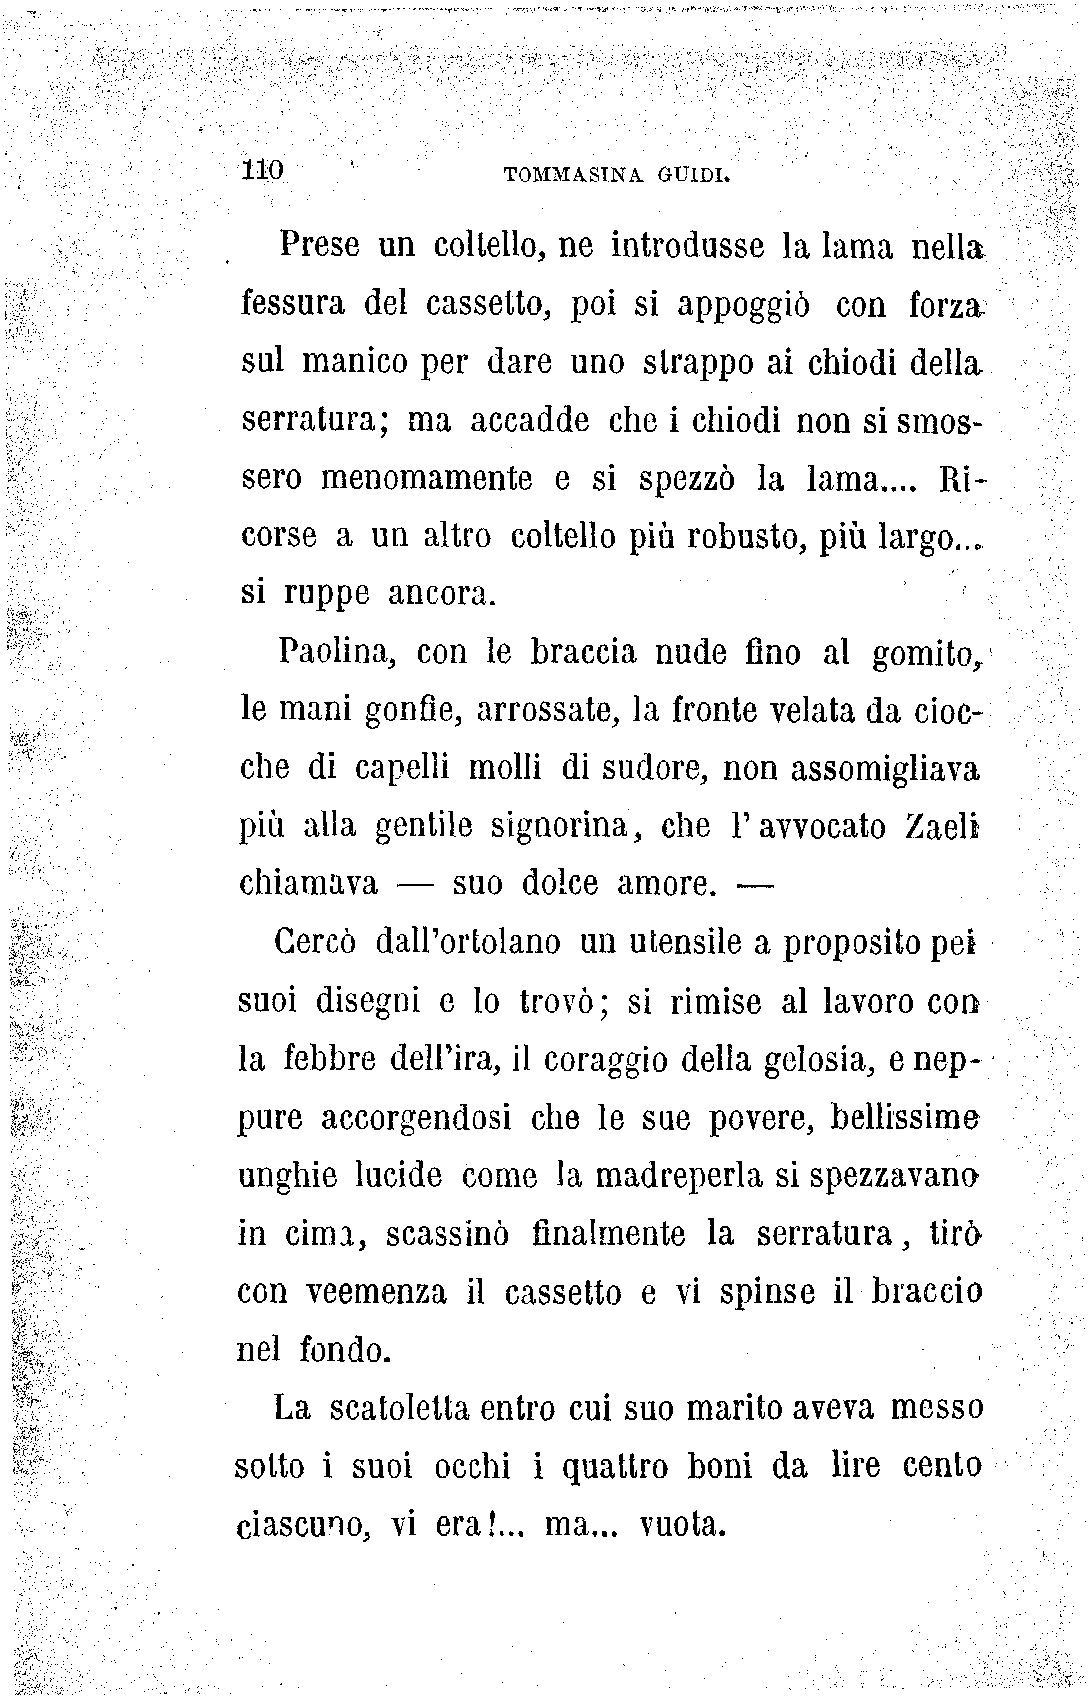 110 TOMMASINA GUIDI.
Prese un coltello, ne introdusse la lama nella
fessura del cassetto, poi si appoggiò con forza
sul manico per dare uno strappo ai chiodi della
serratura; ma accadde che i chiodi non si smos-
sero menomamente e si spezzò la lama.... Ri-
corse a un altro coltello più robusto, più largo...
si ruppe ancora.
Paolina, con le braccia nude fino al gomito,
le mani gonfie, arrossate, la fronte velata da cioc-
che di capelli molli di sudore, non assomigliava
più alla gentile signorina, che l' avvocato Zaeli
chiamava — suo dolce amore. —
Cercò dall'ortolano un utensile a proposito pei
suoi disegni e lo trovò; si rimise al lavoro con
la febbre dell'ira, il coraggio della gelosia, e nep-
pure accorgendosi che le sue povere, bellissime
unghie lucide come la madreperla si spezzavano
in cima, scassinò finalmente la serratura, tirò
con veemenza il cassetto e vi spinse il braccio
nel fondo.
La scatoletta entro cui suo marito aveva messo
sotto i suoi occhi i quattro boni da lire cento
ciascuno, vi era!... ma... vuota.